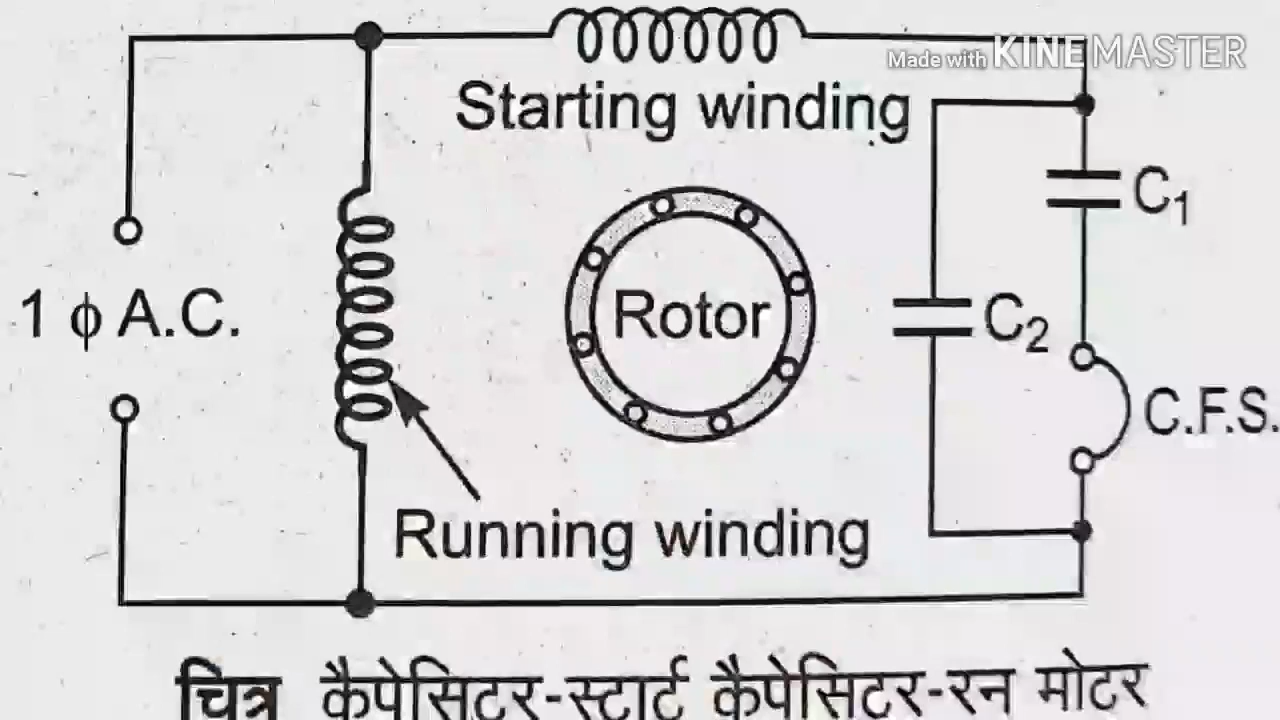 Made with KINEMASTER
Starting winding
C1
1 ϕ A.C.
Rotor
C2
C.F.S.
Running winding
चित्र कैपेसिटर-स्टार्ट कैपेसिटर-रन मोटर